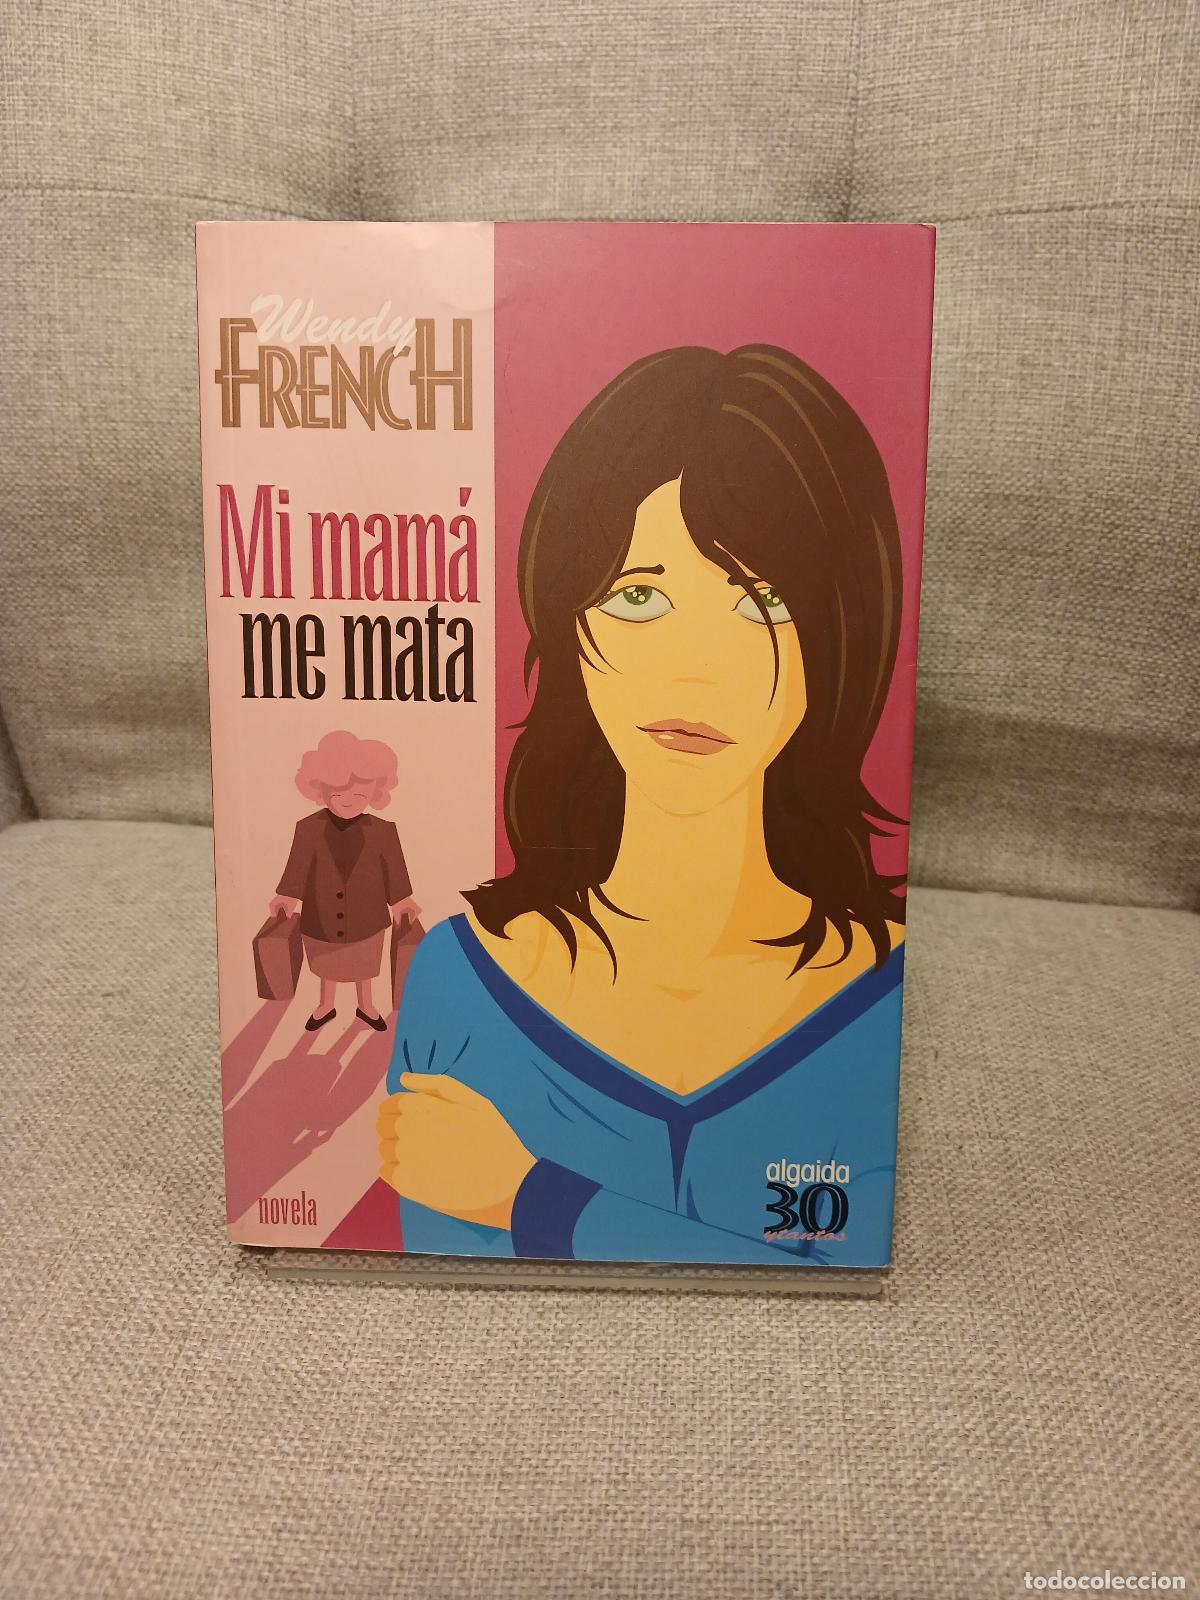 Wendy
FRENCH
Mi mamá
me mata
novela
algaida
30
ytantos
todocoleccion